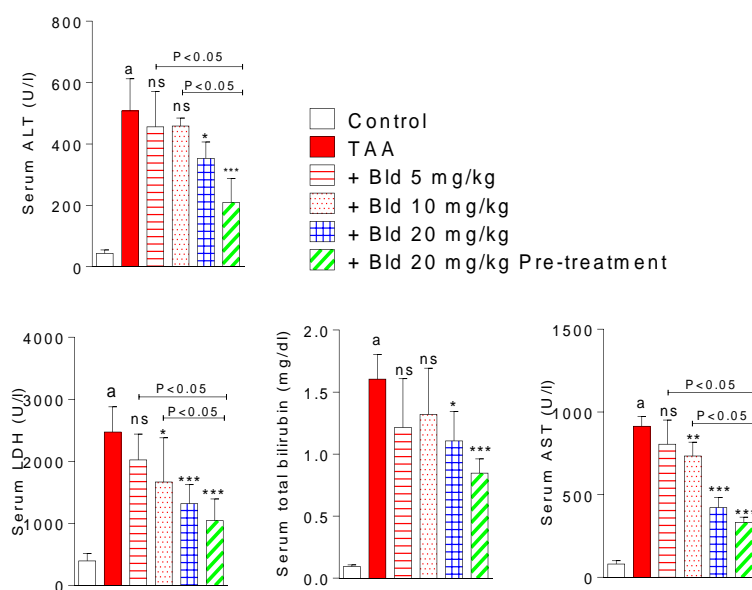 Serum ALT (U/l)
800
600
400
200
0
a
ns
ns
*
***
P<0.05
P<0.05
Control
TAA
+ Bld 5 mg/kg
+ Bld 10 mg/kg
+ Bld 20 mg/kg
+ Bld 20 mg/kg Pre-treatment
Serum LDH (U/l)
4000
3000
2000
1000
0
a
ns
*
***
***
P<0.05
P<0.05
Serum total bilirubin (mg/dl)
2.0
1.5
1.0
0.5
0.0
a
ns
ns
*
***
Serum AST (U/l)
1500
1000
500
0
a
ns
**
***
***
P<0.05
P<0.05